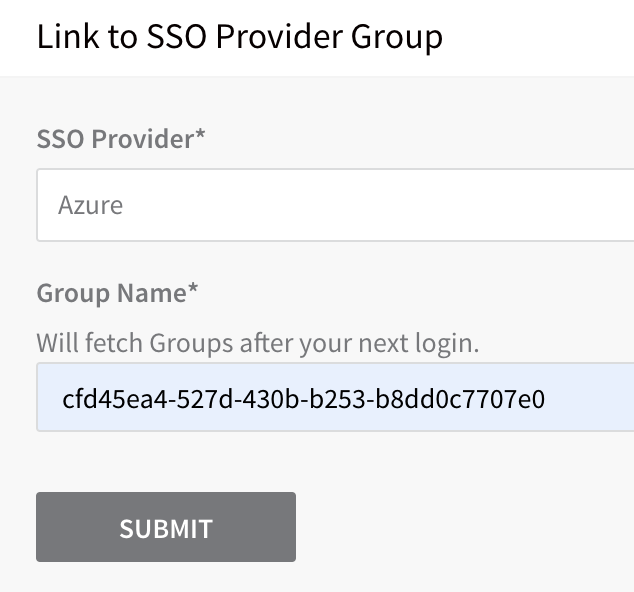 Link to SSO Provider Group
SSO Provider*
Azure
Group Name*
Will fetch Groups after your next login.
cfd45ea4-527d-430b-b253-b8dd0c7707e0
SUBMIT